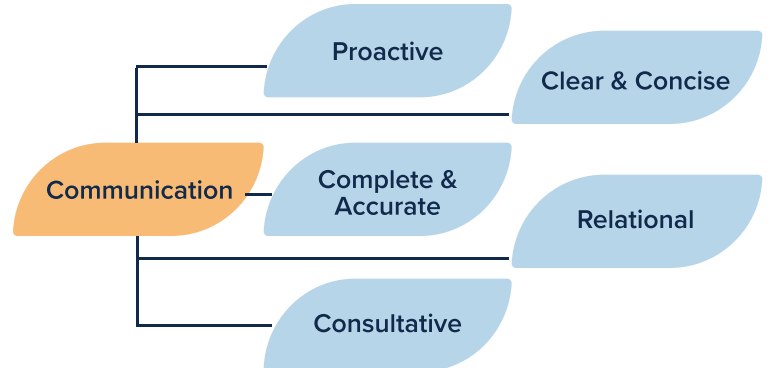 Proactive
Clear & Concise
Communication
Complete &
Accurate
Relational
Consultative